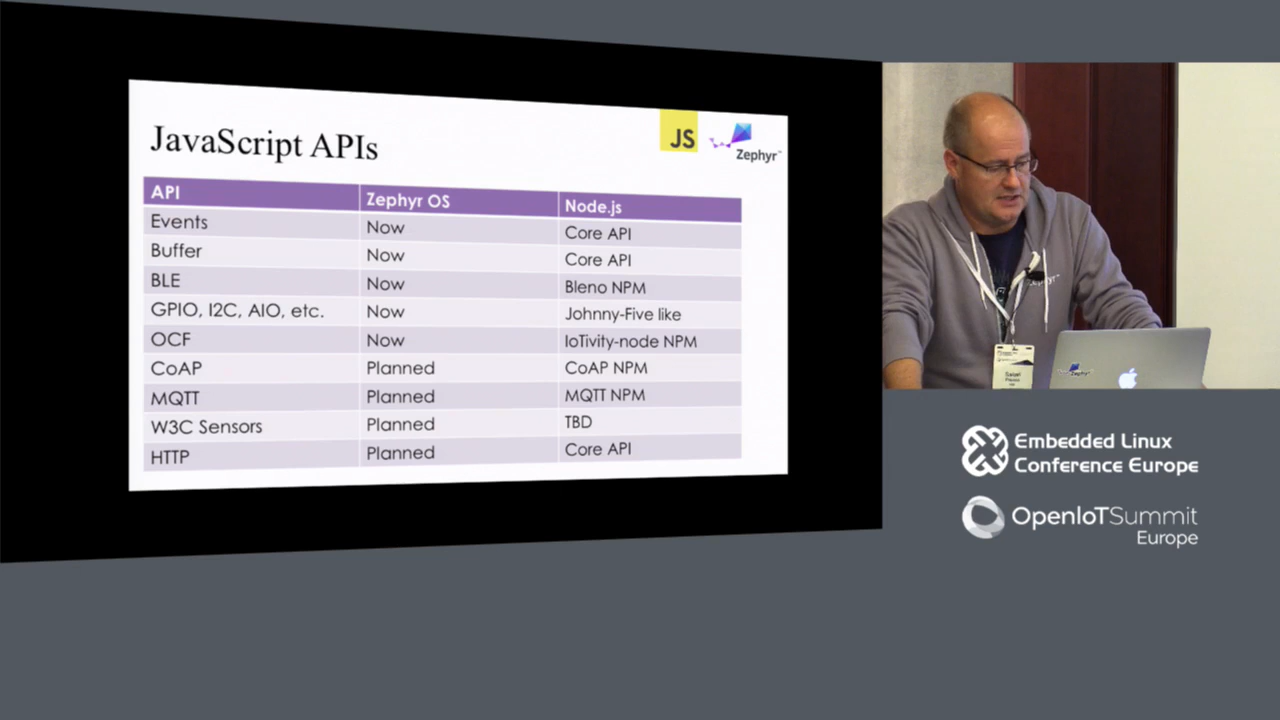 JavaScript APIs
JS
Zephyr™
API Zephyr OS Node.js
Events Now Core API
Buffer Now Core API
BLE Now Bleno NPM
GPIO, I2C, AIO, etc. Now Johnny-Five like
OCF Now IoTivity-node NPM
CoAP Planned CoAP NPM
MQTT Planned MQTT NPM
W3C Sensors Planned TBD
HTTP Planned Core API
Zephyr
Embedded Linux
Conference Europe
OpenIoTSummit
Europe